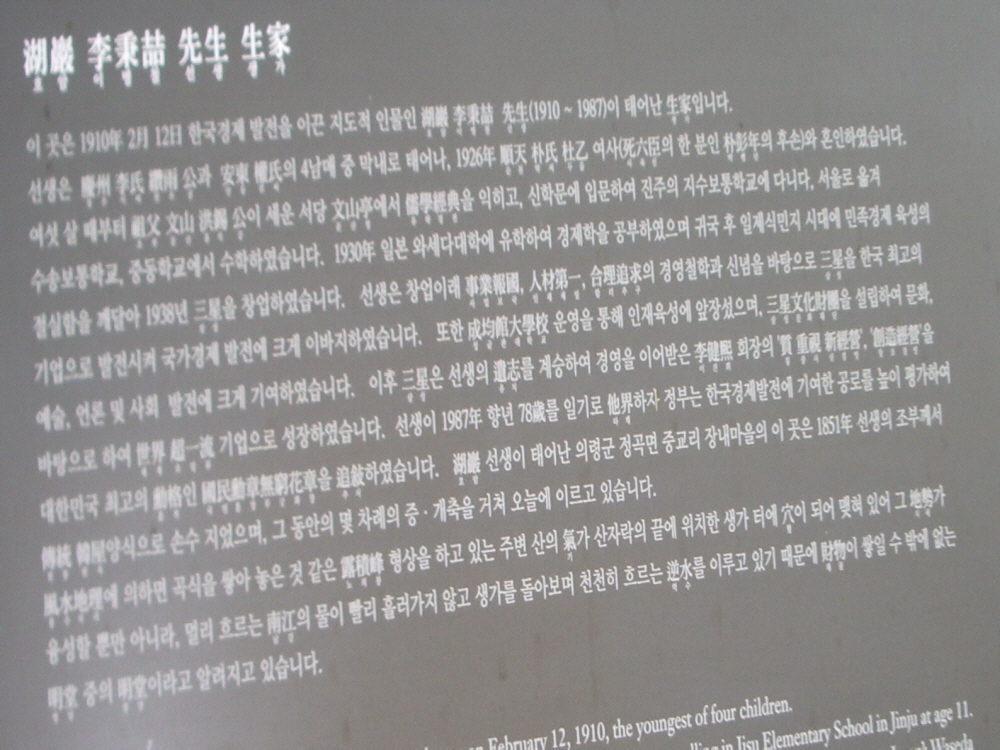 湖巖 李秉喆 先生 生家
호암 이병철 선생 생가
이 곳은 1910年 2月 12日 한국경제 발전을 이끈 지도적 인물인 湖巖 李秉喆 先生(1910 ~ 1987)이 태어난 生家입니다.
선생은 慶州 李氏 纘雨 公과 安東 權氏의 4남매 중 막내로 태어나, 1926年 順天 朴氏 杜乙 여사(死六臣의 한 분인 朴彭年의 후손)와 혼인하였습니다.
여섯 살 때부터 祖父 文山 洪錫 公이 세운 서당 文山亭에서 儒學經典을 익히고, 신학문에 입문하여 진주의 지수보통학교에 다니다, 서울로 옮겨
수송보통학교, 중동학교에서 수학하였습니다. 1930年 일본 와세다대학에 유학하여 경제학을 공부하였으며 귀국 후 일제식민지 시대에 민족경제 육성의
절실함을 깨달아 1938년 三星을 창업하였습니다. 선생은 창업이래 事業報國, 人材第一, 合理追求의 경영철학과 신념을 바탕으로 三星을 한국 최고의
기업으로 발전시켜 국가경제 발전에 크게 이바지하였습니다. 또한 成均館大學校 운영을 통해 인재육성에 앞장섰으며, 三星文化財團을 설립하여 문화,
예술, 언론 및 사회 발전에 크게 기여하였습니다. 이후 三星은 선생의 遺志를 계승하여 경영을 이어받은 李健熙 회장의 '質 重視 新經營', '創造經營'을
바탕으로 하여 世界 超一流 기업으로 성장하였습니다. 선생이 1987年 향년 78歲를 일기로 他界하자 정부는 한국경제발전에 기여한 공로를 높이 평가하여
대한민국 최고의 勳格인 國民勳章無窮花章을 追敍하였습니다. 湖巖 선생이 태어난 의령군 정곡면 중교리 장내마을의 이 곳은 1851年 선생의 조부께서
傳統 韓屋양식으로 손수 지었으며, 그 동안의 몇 차례의 중 · 개축을 거쳐 오늘에 이르고 있습니다.
風水地理에 의하면 곡식을 쌓아 놓은 것 같은 露積峰 형상을 하고 있는 주변 산의 氣가 산자락의 끝에 위치한 생가 터에 穴이 되어 맺혀 있어 그 地勢가
융성할 뿐만 아니라, 멀리 흐르는 南江의 물이 빨리 흘러가지 않고 생가를 돌아보며 천천히 흐르는 逆水를 이루고 있기 때문에 財物이 쌓일 수 밖에 없는
明堂 중의 明堂이라고 알려지고 있습니다.
on February 12, 1910, the youngest of four children.
in Jisu Elementary School in Jinju at age 11.
Waseda